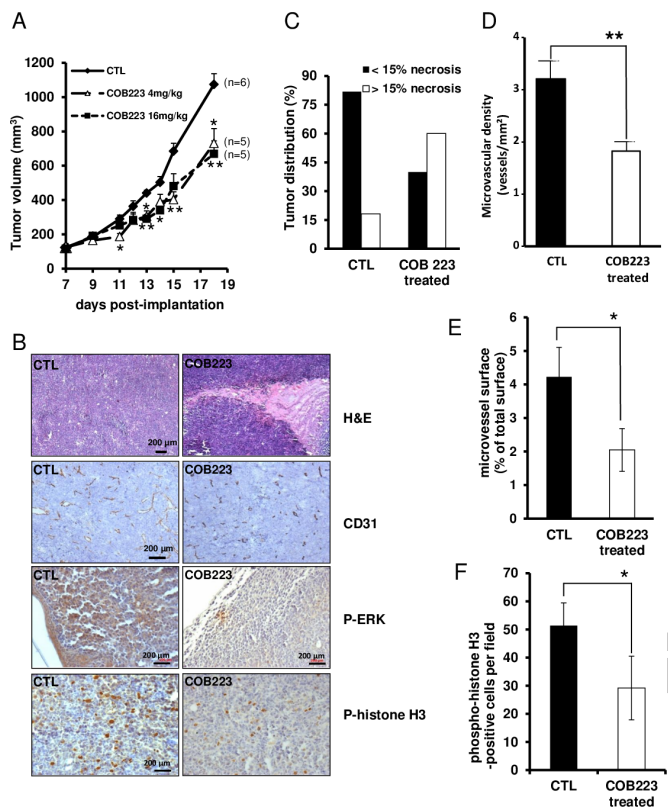 A
CTL
COB223 4mg/kg
COB223 16mg/kg
(n=6)
(n=5)
(n=5)
*
*
**
*
**
*
**
*
Tumor volume (mm³)
1200
1000
800
600
400
200
0
7 9 11 13 15 17 19
days post-implantation
B
CTL
COB223
200 µm
H&E
CTL
COB223
200 µm
CD31
CTL
COB223
200 µm
200 µm
P-ERK
CTL
COB223
200 µm
200 µm
P-histone H3
C
< 15% necrosis
> 15% necrosis
Tumor distribution (%)
90
75
60
45
30
15
0
CTL
COB 223
treated
D
**
Microvascular density
(vessels/mm²)
4
3
2
1
0
CTL
COB223
treated
E
*
microvessel surface
(% of total surface)
6
5
4
3
2
1
0
CTL
COB223
treated
F
*
phospho-histone H3
-positive cells per field
60
50
40
30
20
10
0
CTL
COB223
treated